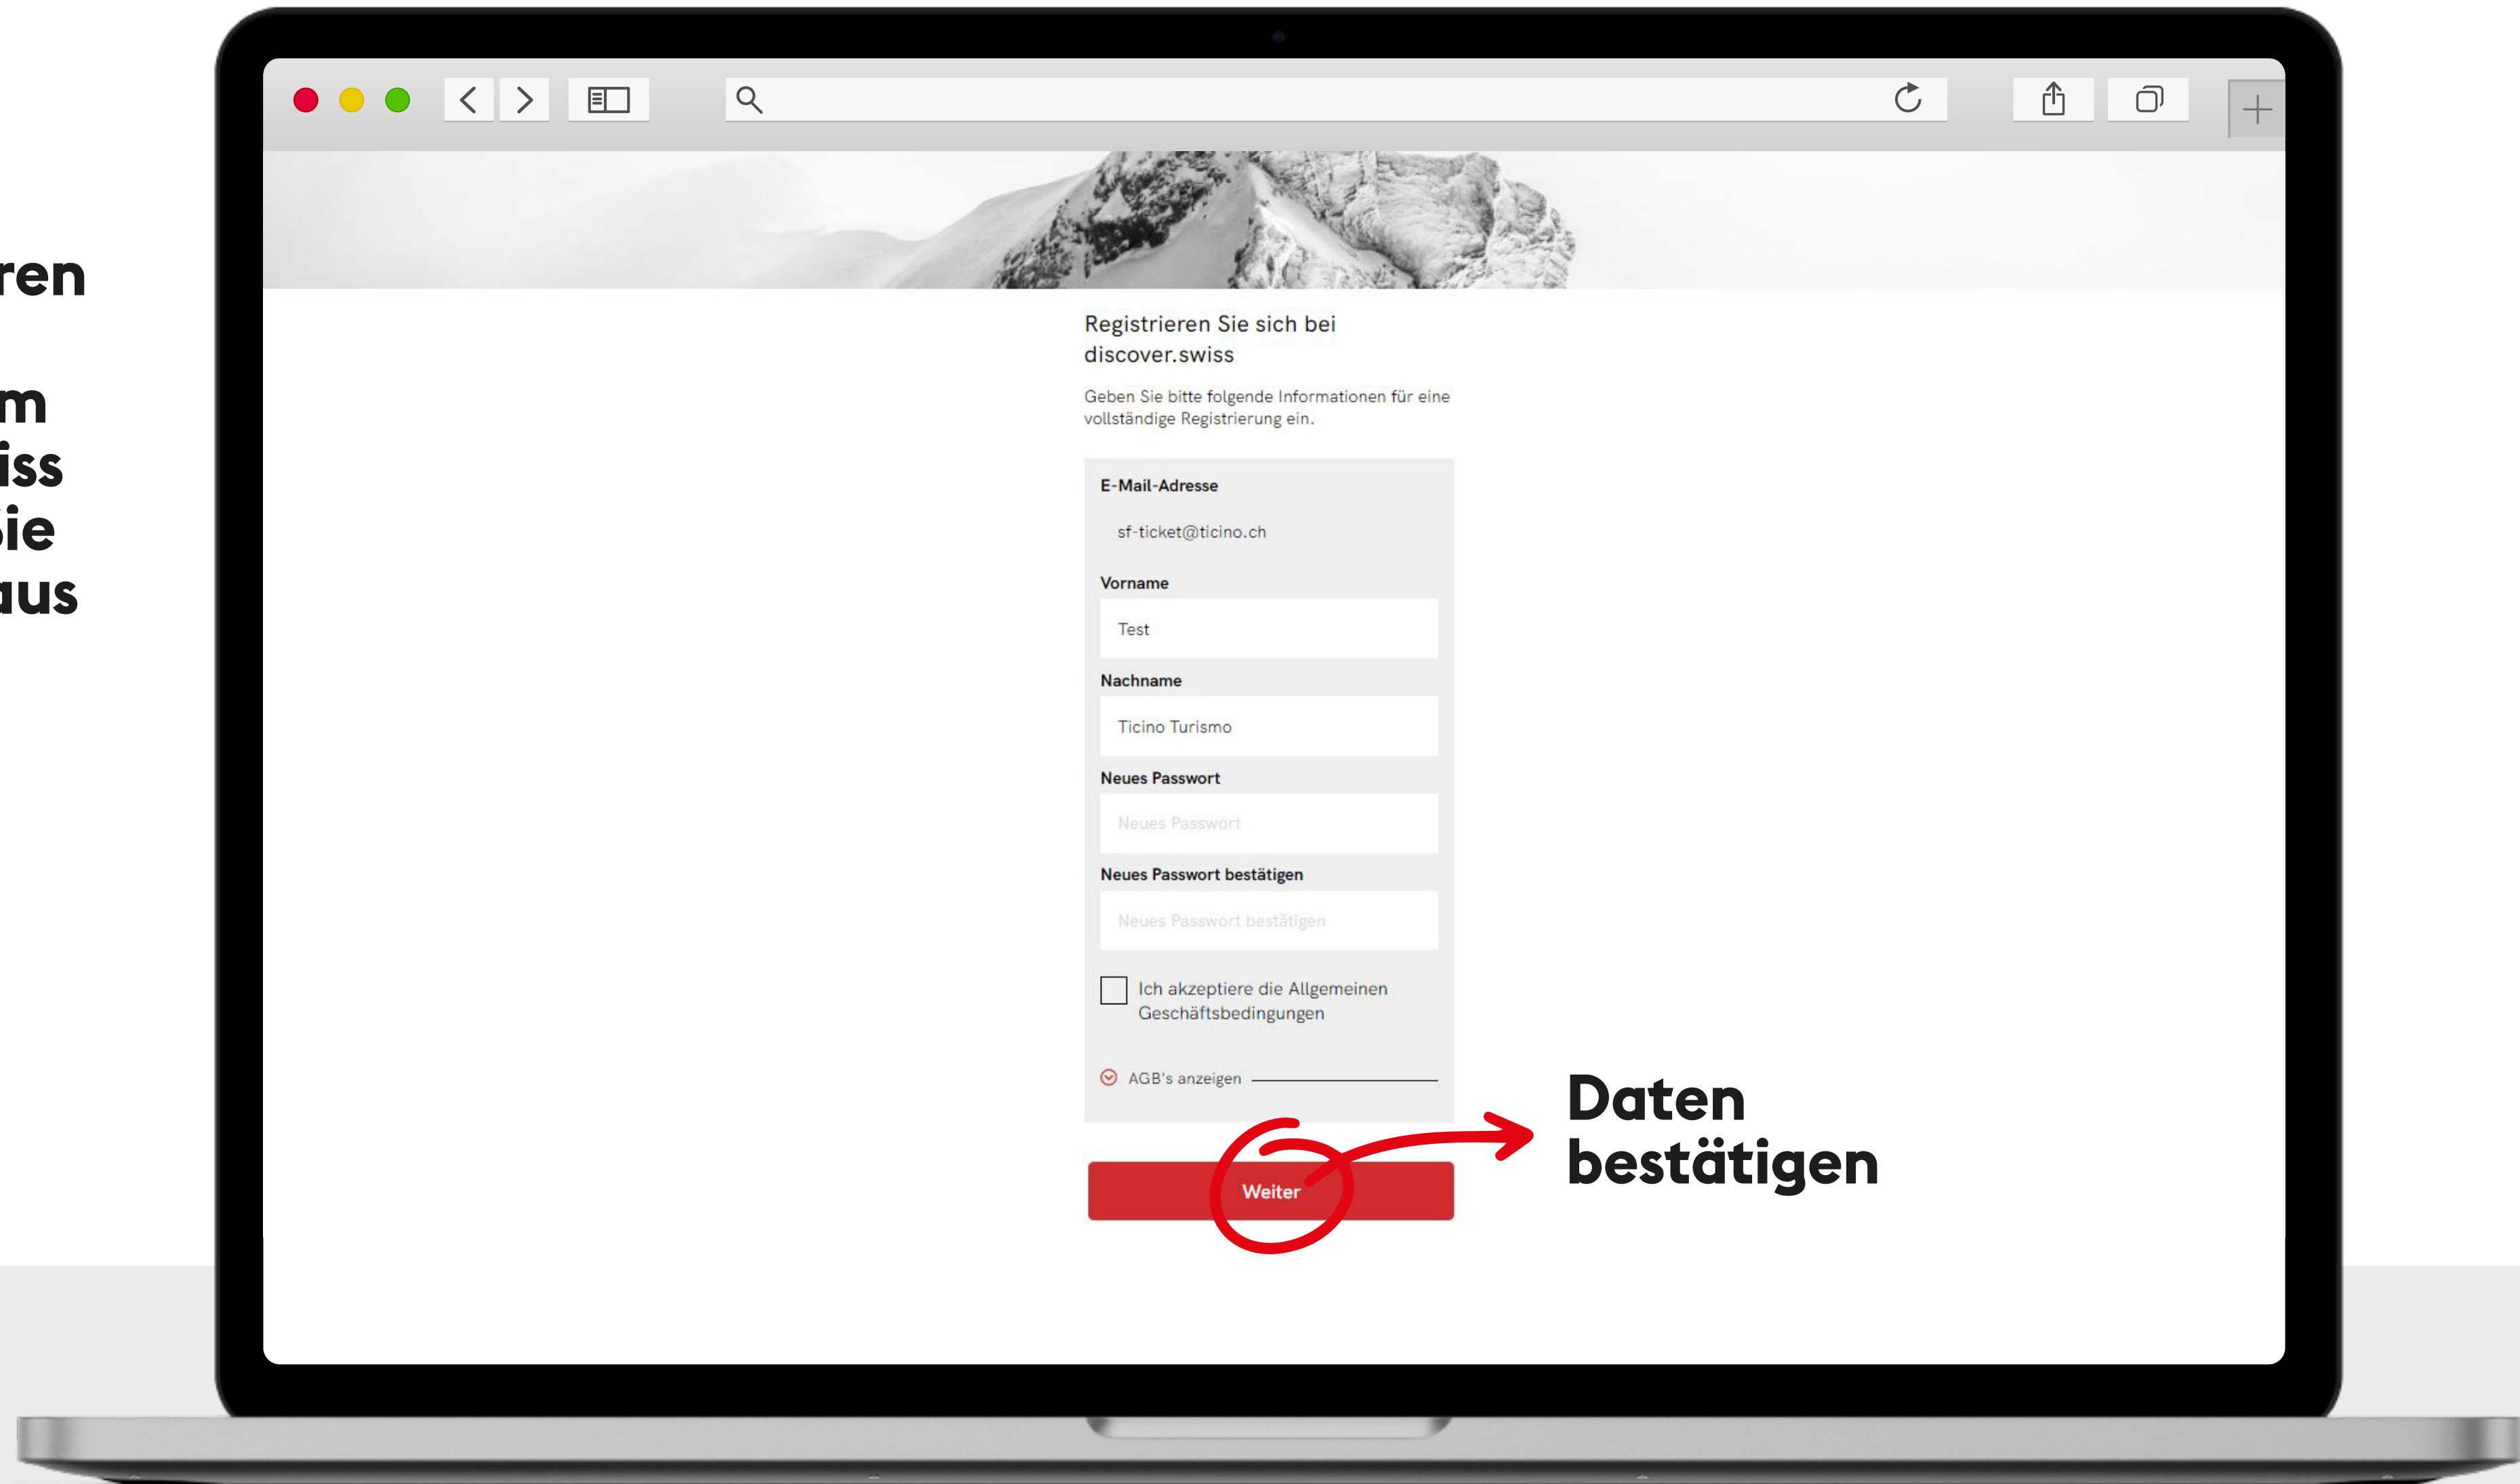 ren
m
iss
Sie
aus
Registrieren Sie sich bei
discover.swiss
Geben Sie bitte folgende Informationen für eine
vollständige Registrierung ein.
E-Mail-Adresse
sf-ticket@ticino.ch
Vorname
Test
Nachname
Ticino Turismo
Neues Passwort
Neues Passwort
Neues Passwort bestätigen
Neues Passwort bestätigen
Ich akzeptiere die Allgemeinen
Geschäftsbedingungen
AGB's anzeigen
Weiter
Daten
bestätigen